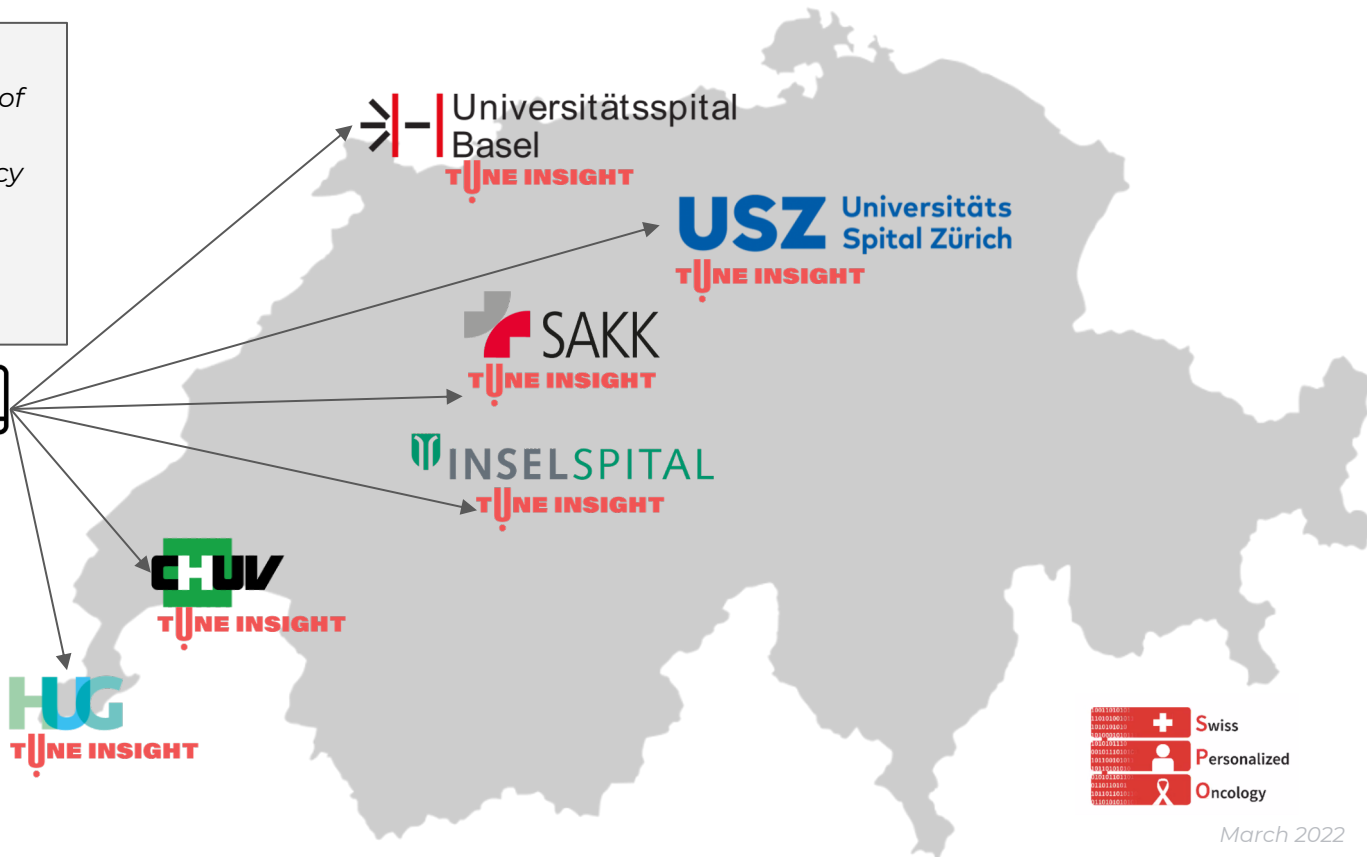 of
cy
Universitätsspital
Basel
TUNE INSIGHT
USZ Universitäts
Spital Zürich
TUNE INSIGHT
SAKK
TUNE INSIGHT
INSELSPITAL
TUNE INSIGHT
CHUV
TUNE INSIGHT
HUG
TUNE INSIGHT
Swiss
Personalized
Oncology
March 2022